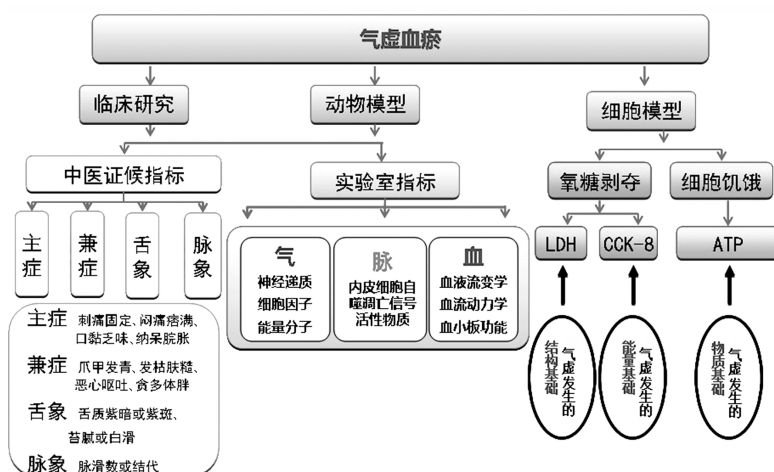 气虚血瘀
临床研究
动物模型
细胞模型
中医证候指标
实验室指标
氧糖剥夺
细胞饥饿
主症
兼症
舌象
脉象
气
神经递质
细胞因子
能量分子
脉
内皮细胞自
噬凋亡信号
活性物质
血
血液流变学
血流动力学
血小板功能
LDH
CCK-8
ATP
主症 刺痛固定、闷痛痞满、
口黏乏味、纳呆脘胀
兼症 爪甲发青、发枯肤糙、
恶心呕吐、贪多体胖
舌象 舌质紫暗或紫斑、
苔腻或白滑
脉象 脉滑数或结代
气虚发生的
结构基础
气虚发生的
能量基础
气虚发生的
物质基础